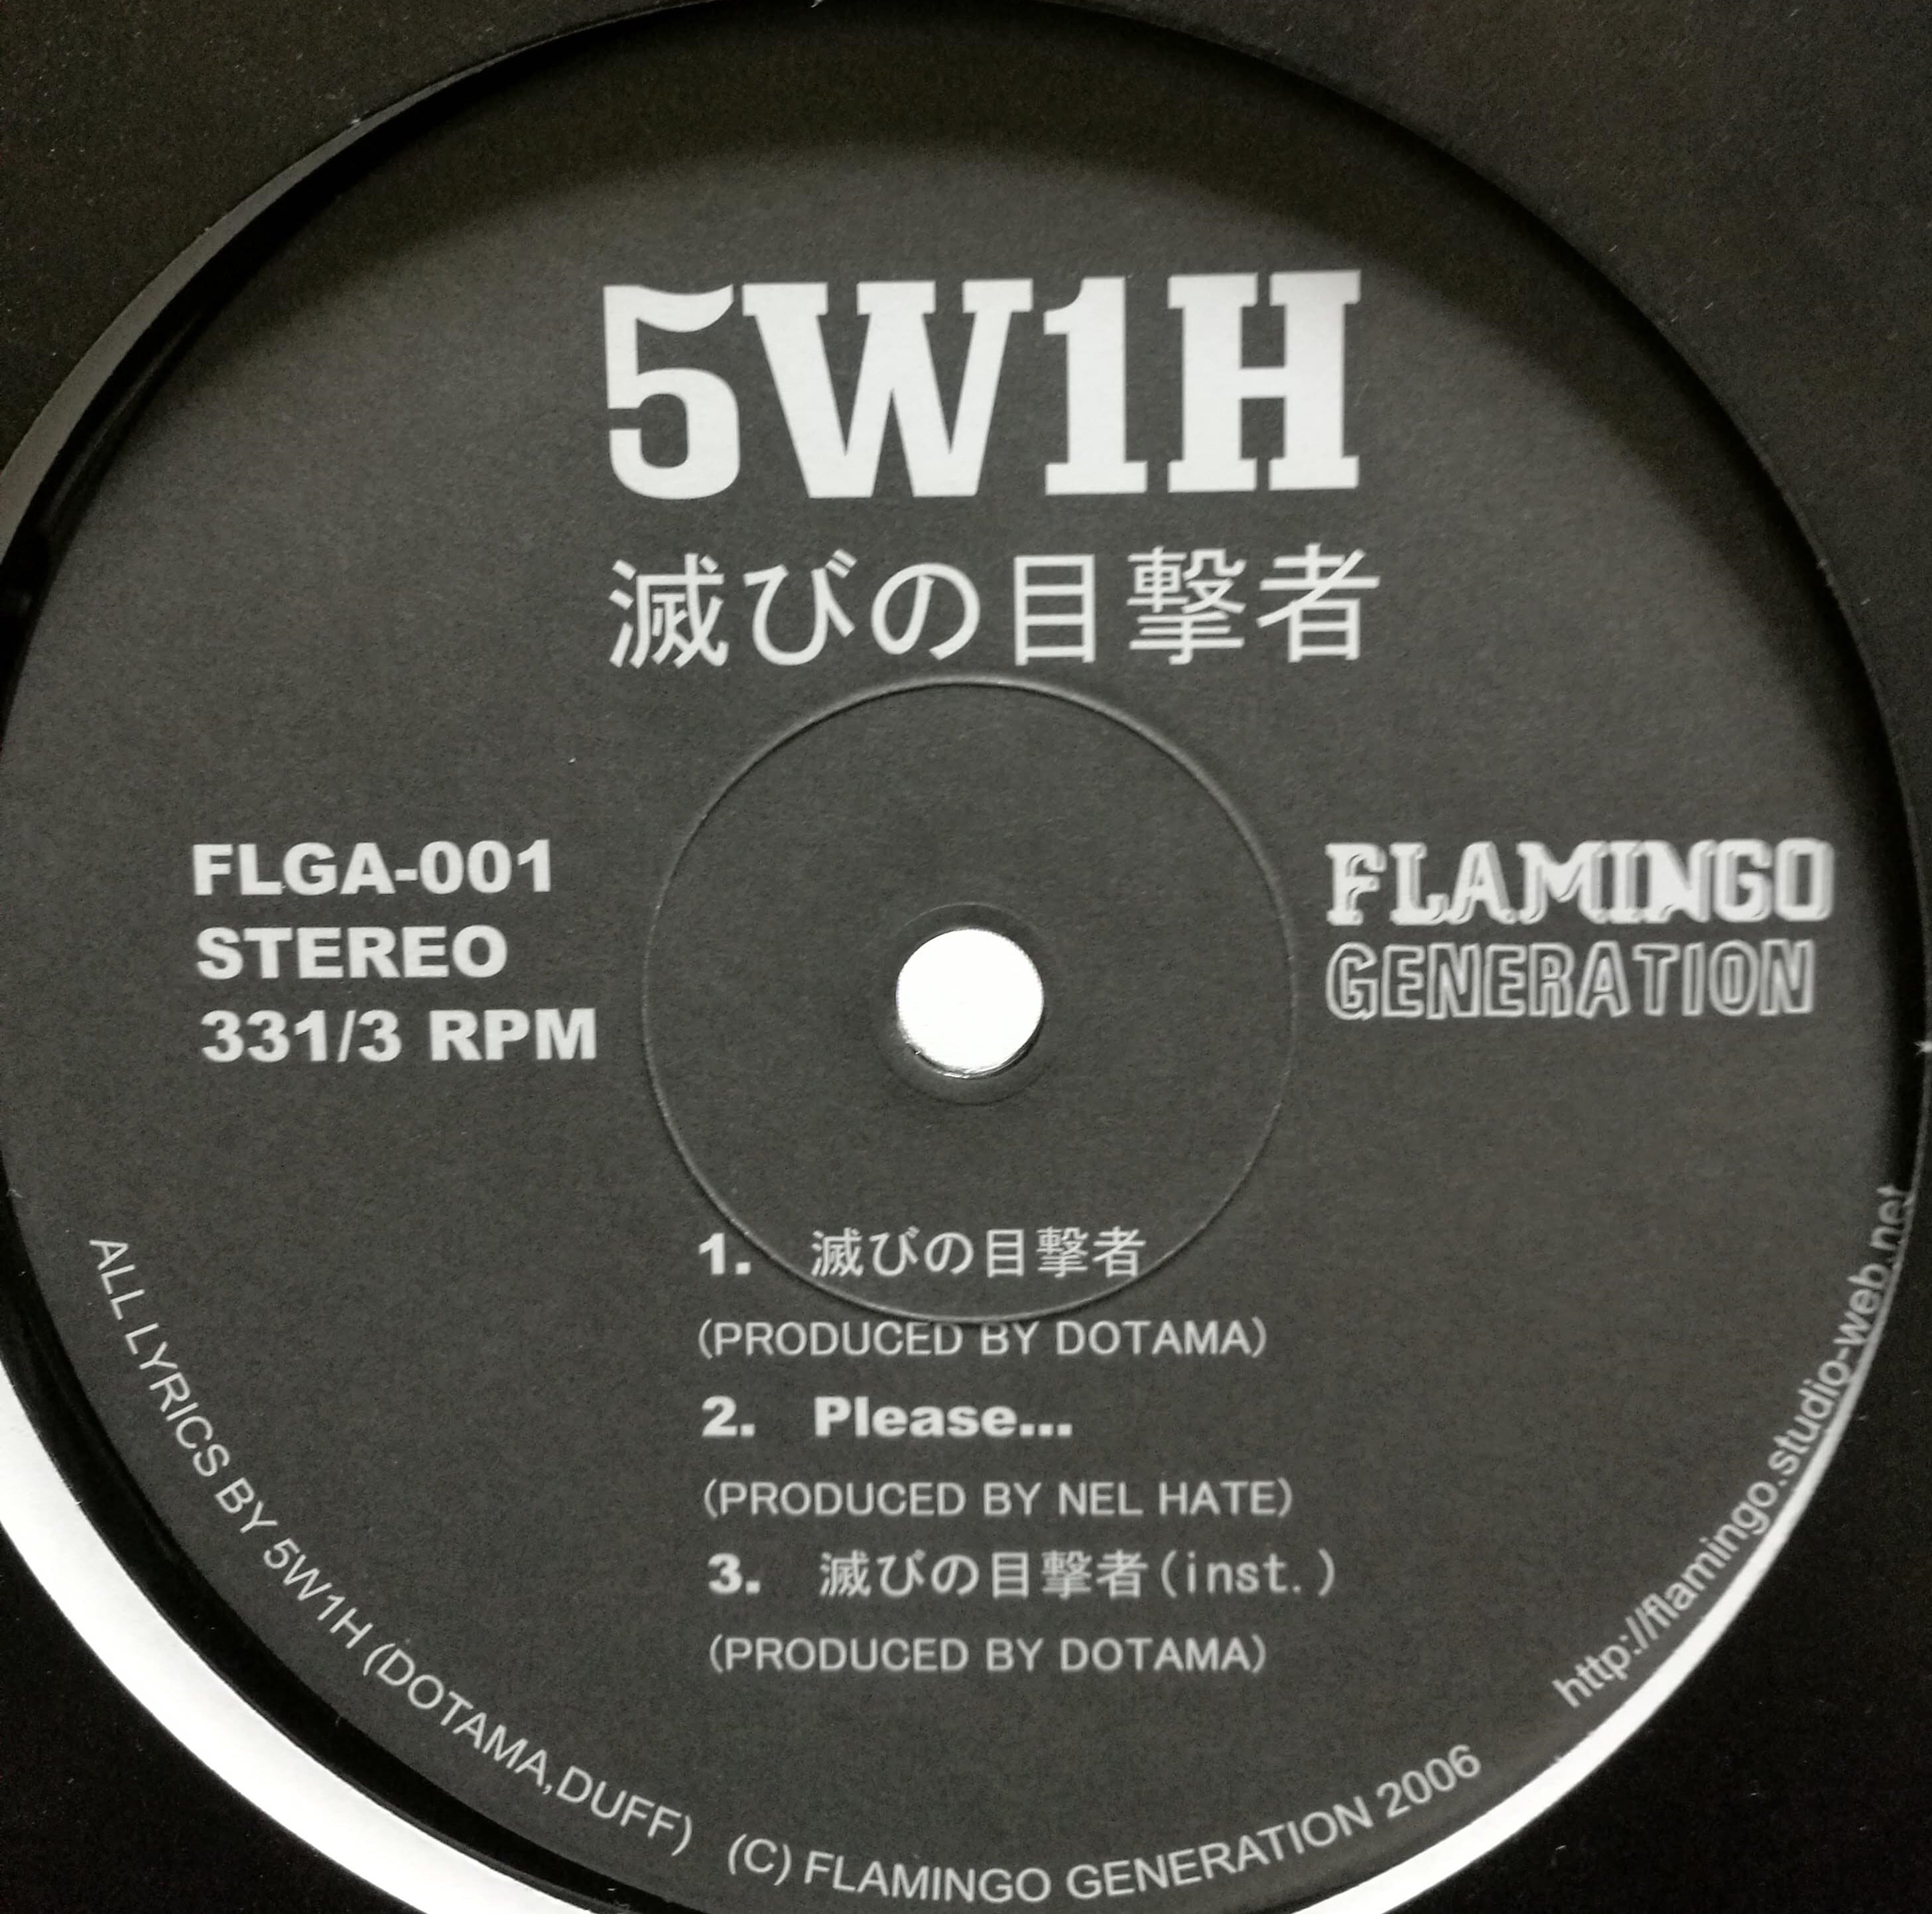 5W1H
滅びの目撃者
FLGA-001
STEREO
331/3 RPM
FLAMINGO
GENERATION
1. 滅びの目撃者
(PRODUCED BY DOTAMA)
2. Please...
(PRODUCED BY NEL HATE)
3. 滅びの目撃者(inst.)
(PRODUCED BY DOTAMA)
ALL LYRICS BY 5W1H (DOTAMA,DUFF) (C) FLAMINGO GENERATION 2006 http://flamingo.studio-web.net